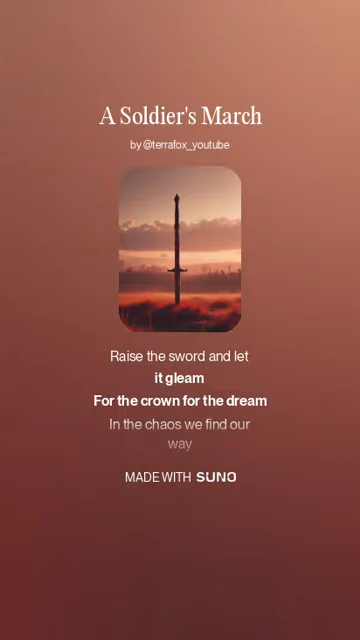 A Soldier's March
by @terrafox_youtube
Raise the sword and let
it gleam
For the crown for the dream
In the chaos we find our
way
MADE WITH SUNO